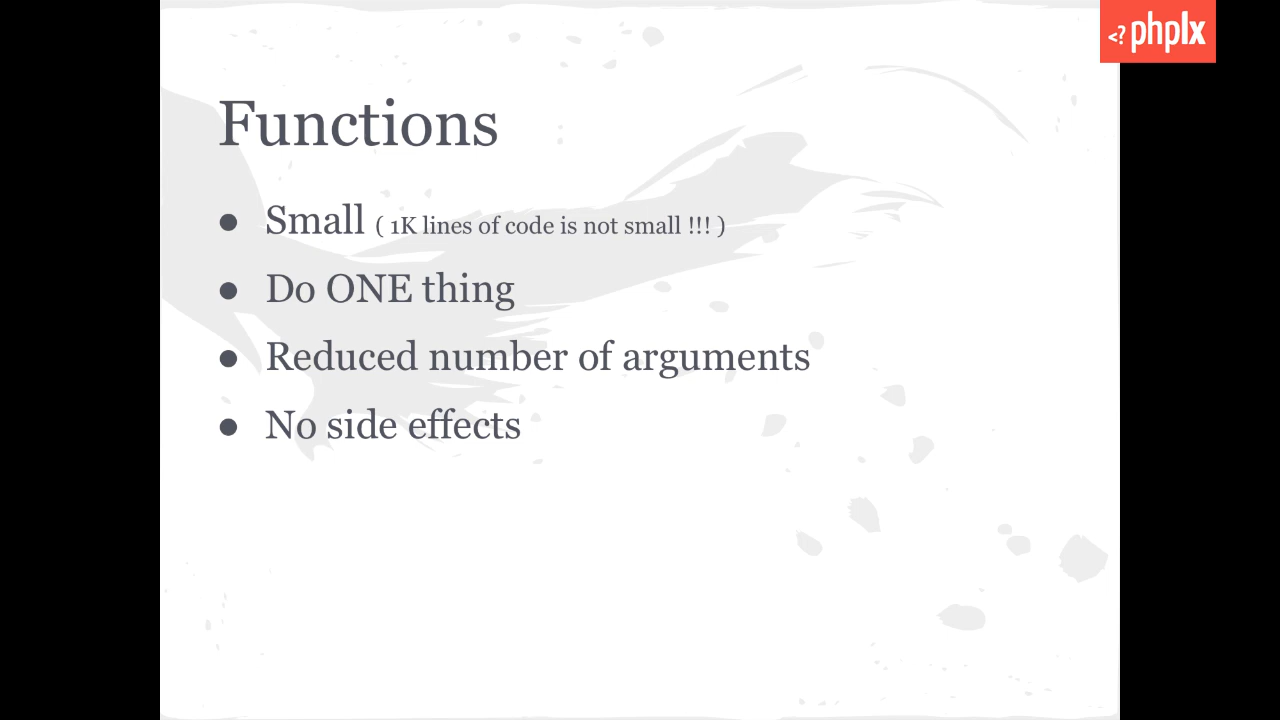 <? phplx
Functions
● Small ( 1K lines of code is not small !!! )
● Do ONE thing
● Reduced number of arguments
● No side effects